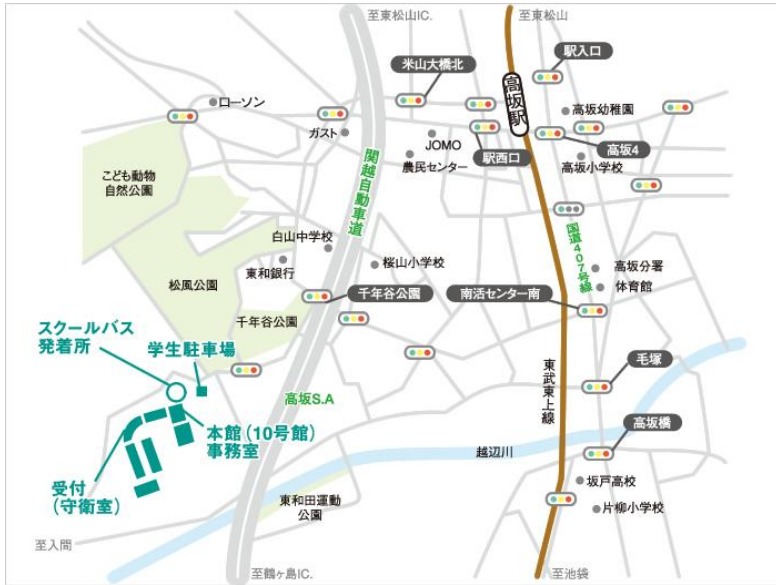 至東松山IC.
至東松山
米山大橋北
駅入口
ローソン
高坂駅
高坂幼稚園
ガスト
JOMO
農民センター
駅西口
高坂4
高坂小学校
こども動物
自然公園
関越自動車道
白山中学校
東和銀行
桜山小学校
国道407号線
高坂分署
体育館
松風公園
千年谷公園
南活センター南
千年谷公園
スクールバス
発着所
学生駐車場
高坂S.A
東武東上線
毛塚
本館(10号館)
事務室
高坂橋
越辺川
受付
(守衛室)
東和田運動
公園
坂戸高校
片柳小学校
至入間
至鶴ヶ島IC.
至池袋